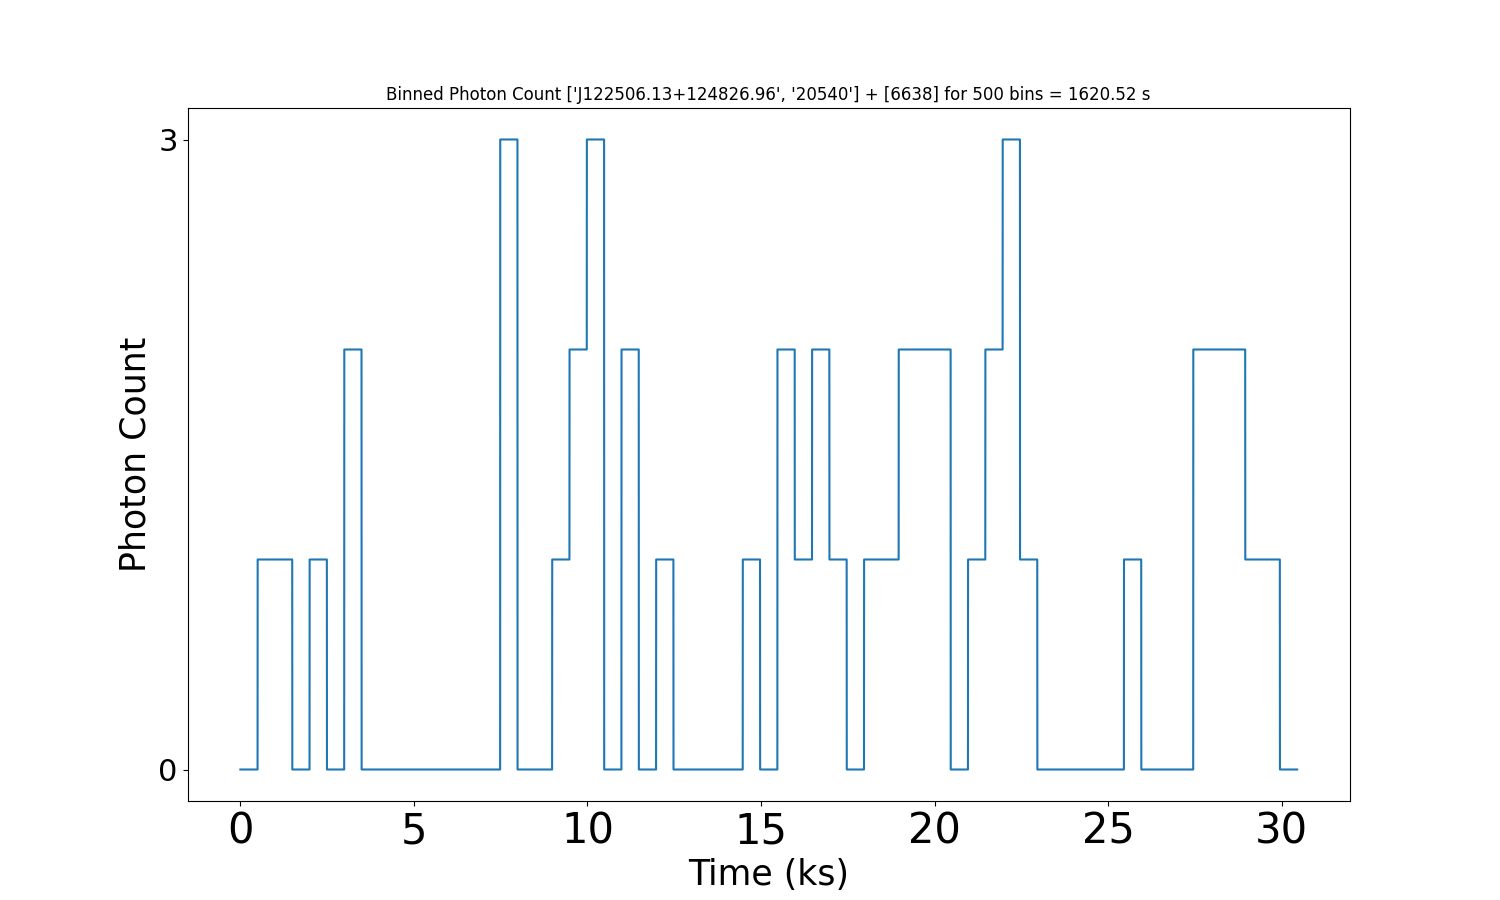 Binned Photon Count ['J122506.13+124826.96', '20540'] + [6638] for 500 bins = 1620.52 s
3
Photon Count
0
0 5 10 15 20 25 30
Time (ks)